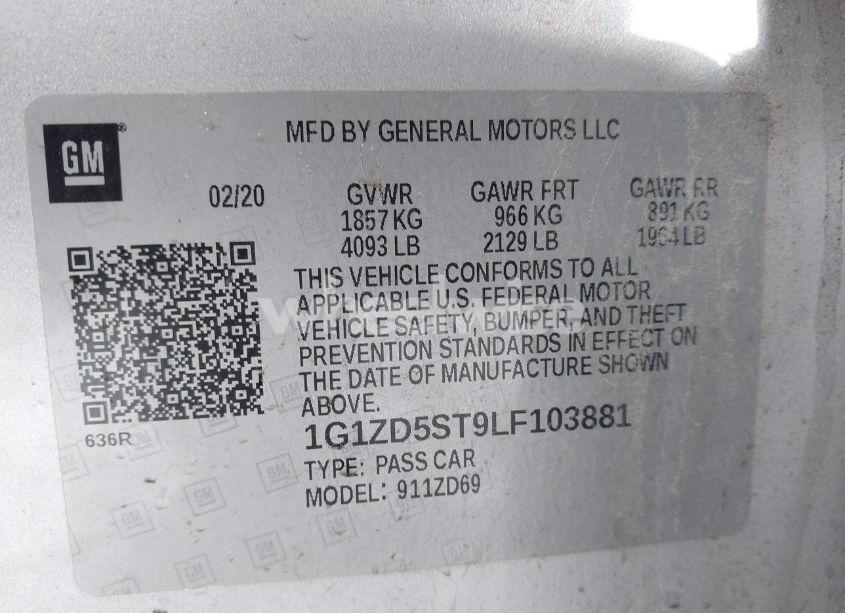 GM
MFD BY GENERAL MOTORS LLC
02/20 GVWR GAWR FRT GAWR RR
1857 KG 966 KG 891 KG
4093 LB 2129 LB 1964 LB
THIS VEHICLE CONFORMS TO ALL
APPLICABLE U.S. FEDERAL MOTOR
VEHICLE SAFETY, BUMPER, AND THEFT
PREVENTION STANDARDS IN EFFECT ON
THE DATE OF MANUFACTURE SHOWN
ABOVE.
636R
1G1ZD5ST9LF103881
TYPE: PASS CAR
MODEL: 911ZD69